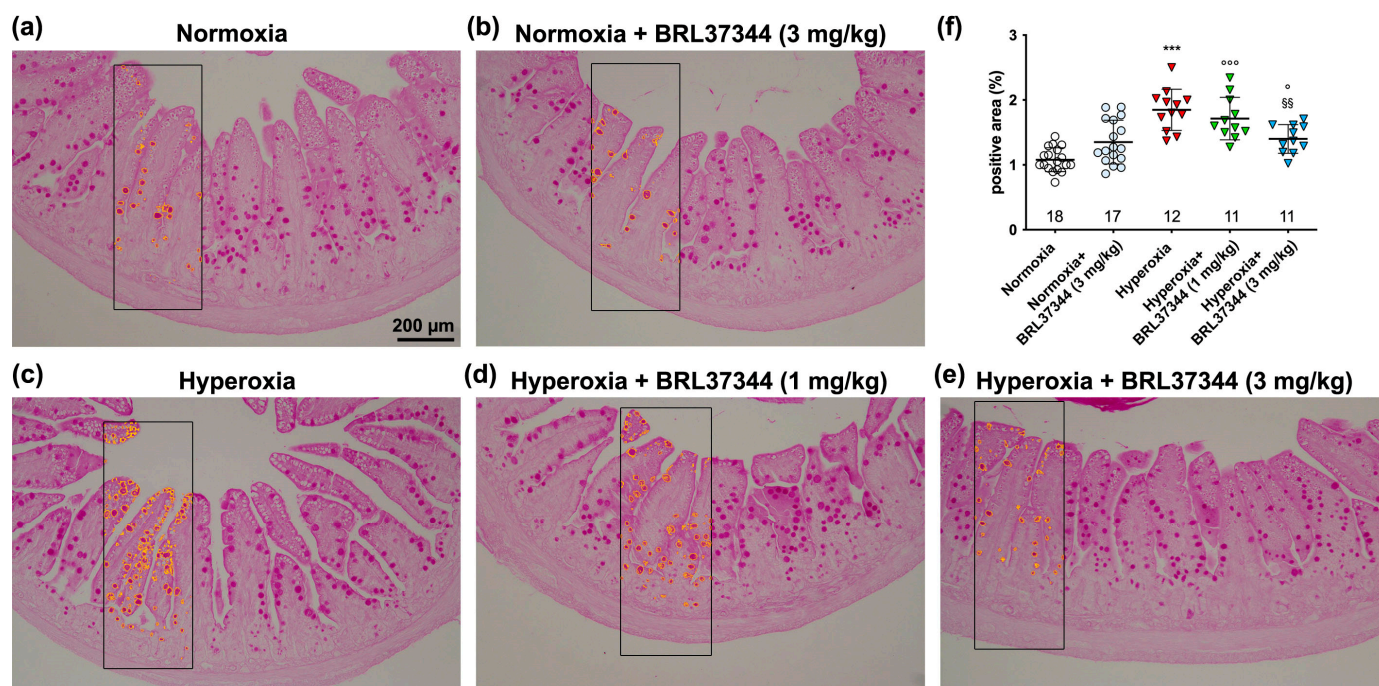 (a)
Normoxia
200 µm
(b)
Normoxia + BRL37344 (3 mg/kg)
(f)
positive area (%)
3
2
1
0
***
°°°
°
§§
18
17
12
11
11
Normoxia
Normoxia+
BRL37344 (3 mg/kg)
Hyperoxia
Hyperoxia+
BRL37344 (1 mg/kg)
Hyperoxia+
BRL37344 (3 mg/kg)
(c)
Hyperoxia
(d)
Hyperoxia + BRL37344 (1 mg/kg)
(e)
Hyperoxia + BRL37344 (3 mg/kg)